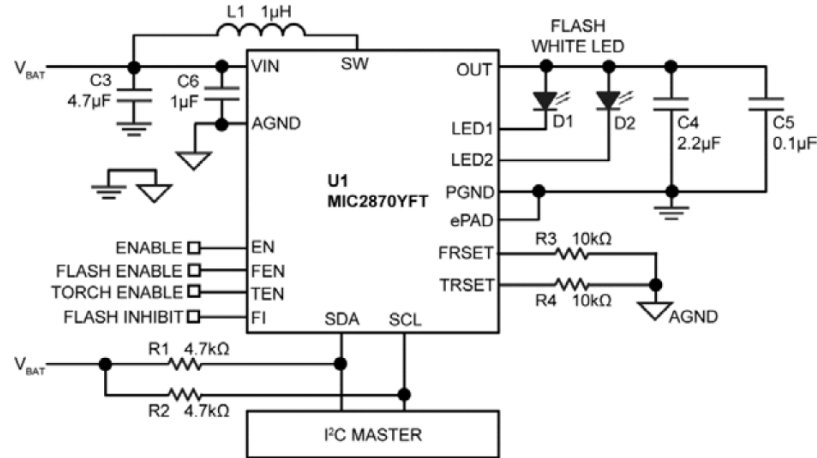 L1 1µH
FLASH
WHITE LED
VBAT
VIN
SW
OUT
C3
4.7µF
C6
1µF
AGND
LED1
D1
D2
C4
2.2µF
C5
0.1µF
LED2
U1
MIC2870YFT
PGND
ePAD
ENABLE
EN
FLASH ENABLE
FEN
TORCH ENABLE
TEN
FLASH INHIBIT
FI
FRSET
R3 10kΩ
TRSET
R4 10kΩ
AGND
SDA
SCL
VBAT
R1 4.7kΩ
R2 4.7kΩ
I²C MASTER